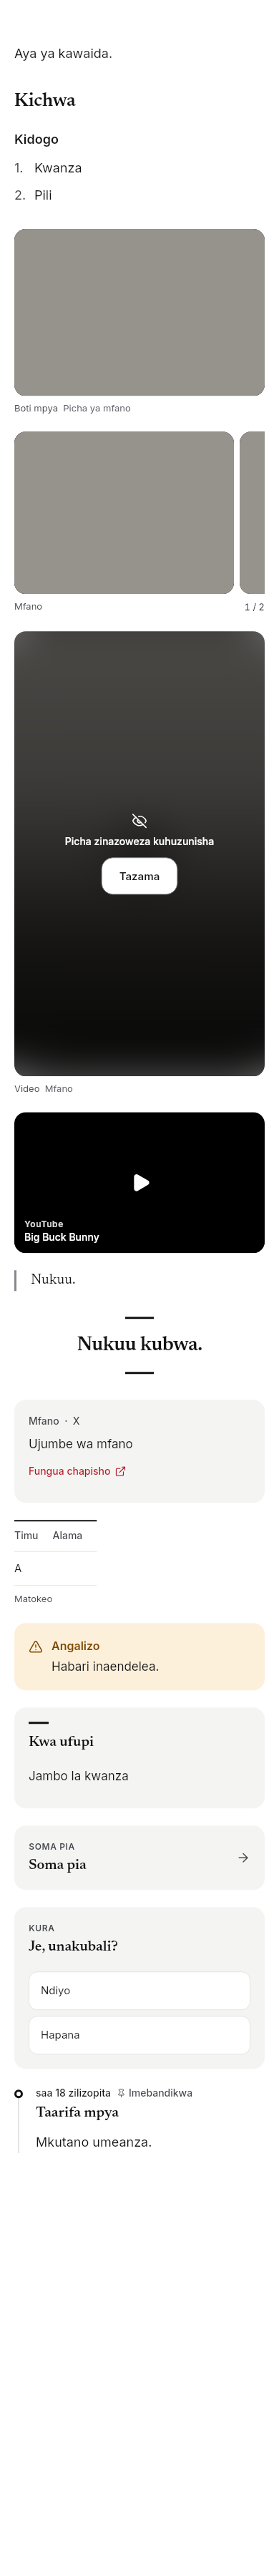 Aya ya kawaida.
Kichwa
Kidogo
1. Kwanza
2. Pili
Boti mpya Picha ya mfano
Mfano
1 / 2
Picha zinazoweza kuhuzunisha
Tazama
Video Mfano
YouTube
Big Buck Bunny
Nukuu.
Nukuu kubwa.
Mfano · X
Ujumbe wa mfano
Fungua chapisho
Timu Alama
A
Matokeo
Angalizo
Habari inaendelea.
Kwa ufupi
Jambo la kwanza
SOMA PIA
Soma pia
KURA
Je, unakubali?
Ndiyo
Hapana
saa 18 zilizopita Imebandikwa
Taarifa mpya
Mkutano umeanza.